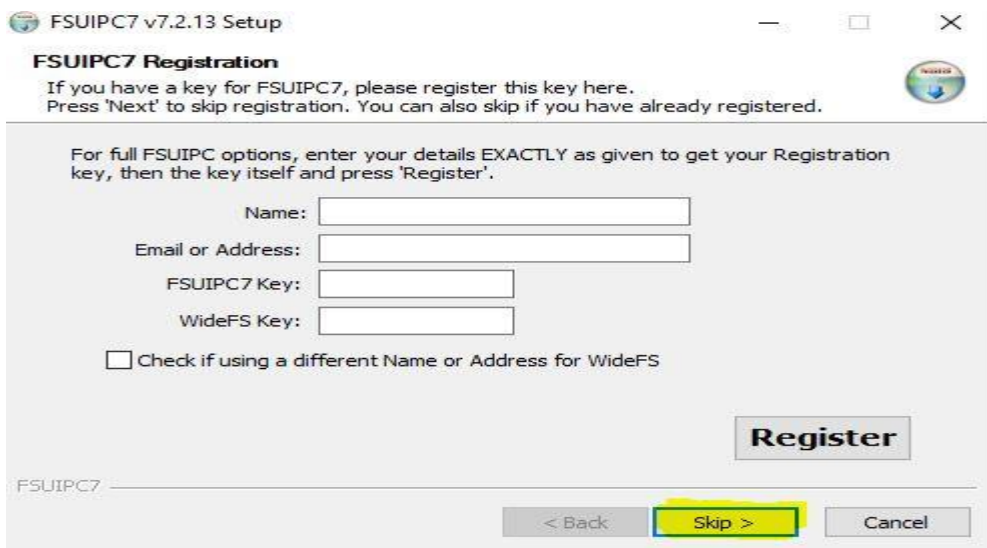 FSUIPC7 v7.2.13 Setup
FSUIPC7 Registration
If you have a key for FSUIPC7, please register this key here.
Press 'Next' to skip registration. You can also skip if you have already registered.
For full FSUIPC options, enter your details EXACTLY as given to get your Registration
key, then the key itself and press 'Register'.
Name:
Email or Address:
FSUIPC7 Key:
WideFS Key:
Check if using a different Name or Address for WideFS
Register
FSUIPC7
< Back Skip > Cancel